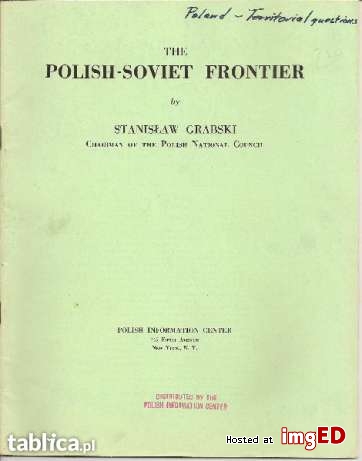 Poland - Territorial questions
THE
POLISH-SOVIET FRONTIER
by
STANISŁAW GRABSKI
CHAIRMAN OF THE POLISH NATIONAL COUNCIL
POLISH INFORMATION CENTER
FIFTH AVENUE
NEW YORK, N. Y.
DISTRIBUTED BY THE
POLISH INFORMATION CENTER
tablica.pl
Hosted at imgED